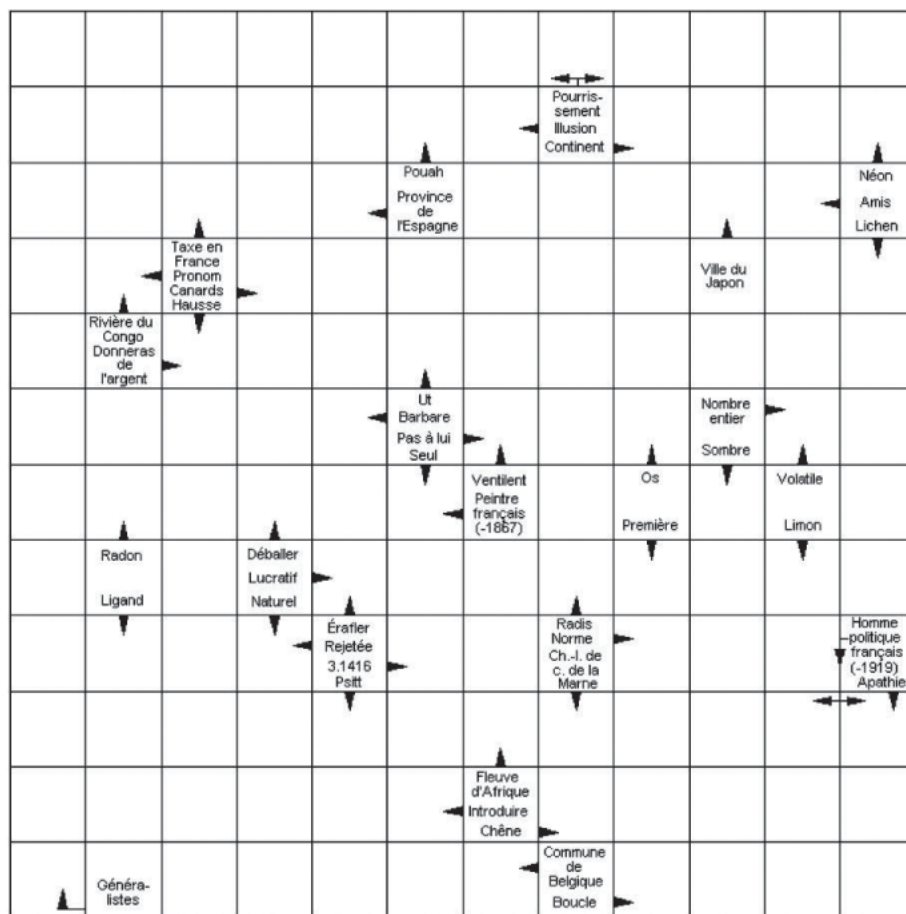 Pourris-
sement
Illusion
Continent
Pouah
Province
de
l'Espagne
Néon
Amis
Lichen
Taxe en
France
Pronom
Canards
Hausse
Ville du
Japon
Rivière du
Congo
Donneras
de
l'argent
Ut
Barbare
Pas à lui
Seul
Nombre
entier
Sombre
Ventilent
Peintre
français
(-1867)
Os
Première
Volatile
Limon
Radon
Ligand
Déballer
Lucratif
Naturel
Érafler
Rejetée
3.1416
Psitt
Radis
Norme
Ch.-l. de
c. de la
Marne
Homme
politique
français
(-1919)
Apathie
Fleuve
d'Afrique
Introduire
Chêne
Généra-
listes
Commune
de
Belgique
Boucle